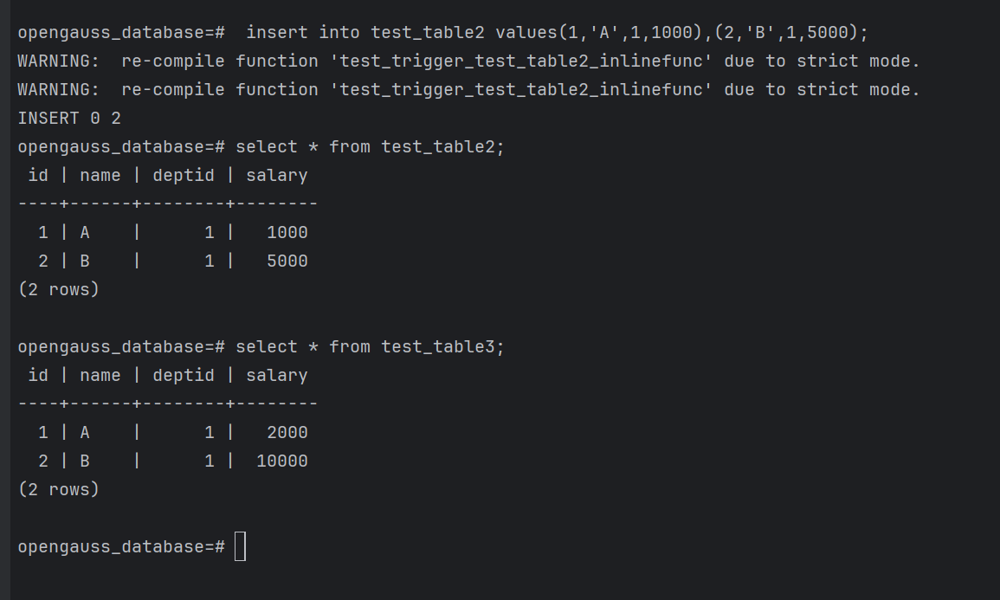 opengauss_database=#  insert into test_table2 values(1,'A',1,1000),(2,'B',1,5000);
WARNING:  re-compile function 'test_trigger_test_table2_inlinefunc' due to strict mode.
WARNING:  re-compile function 'test_trigger_test_table2_inlinefunc' due to strict mode.
INSERT 0 2
opengauss_database=# select * from test_table2;
 id | name | deptid | salary
----+------+--------+--------
  1 | A    |      1 |   1000
  2 | B    |      1 |   5000
(2 rows)

opengauss_database=# select * from test_table3;
 id | name | deptid | salary
----+------+--------+--------
  1 | A    |      1 |   2000
  2 | B    |      1 |  10000
(2 rows)

opengauss_database=#